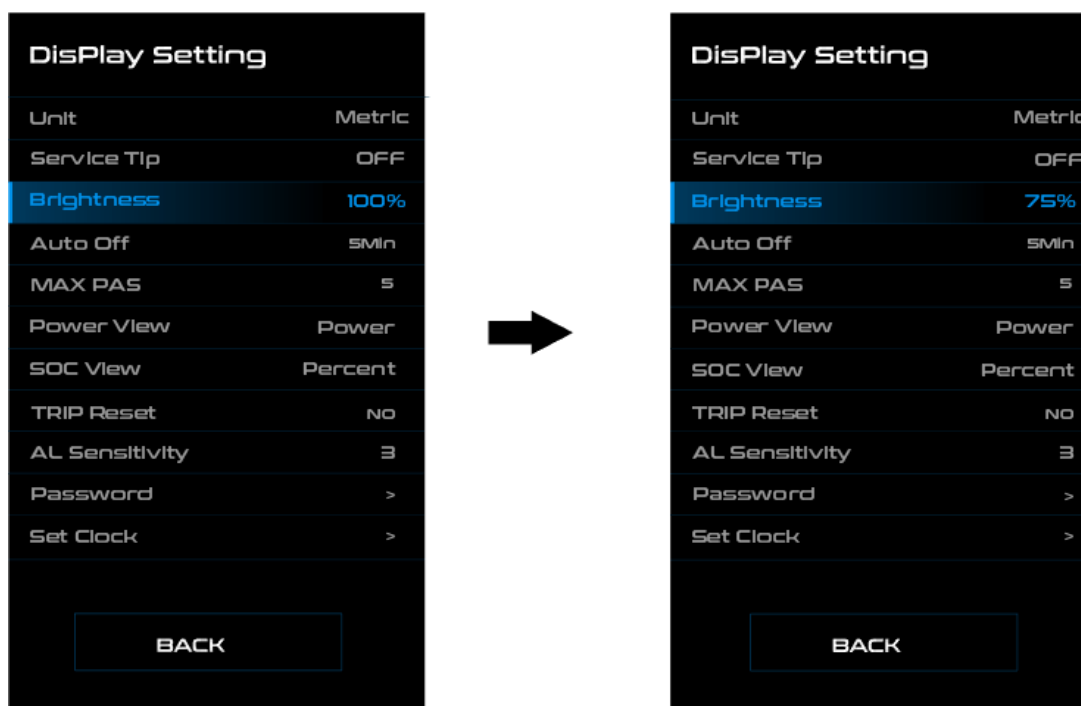 DisPlay Setting
Unit Metric
Service Tip OFF
Brightness 100%
Auto Off 5Min
MAX PAS 5
Power View Power
SOC View Percent
TRIP Reset NO
AL Sensitivity 3
Password >
Set Clock >
BACK
DisPlay Setting
Unit Metric
Service Tip OFF
Brightness 75%
Auto Off 5Min
MAX PAS 5
Power View Power
SOC View Percent
TRIP Reset NO
AL Sensitivity 3
Password >
Set Clock >
BACK